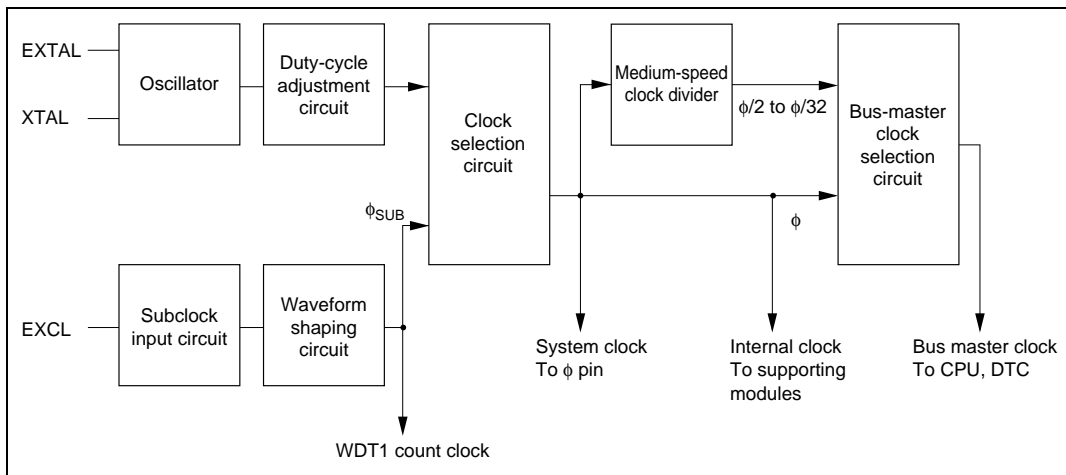 EXTAL
XTAL
Oscillator
Duty-cycle
adjustment
circuit
Clock
selection
circuit
Medium-speed
clock divider
ϕ/2 to ϕ/32
Bus-master
clock
selection
circuit
ϕSUB
ϕ
EXCL
Subclock
input circuit
Waveform
shaping
circuit
System clock
To ϕ pin
Internal clock
To supporting
modules
Bus master clock
To CPU, DTC
WDT1 count clock